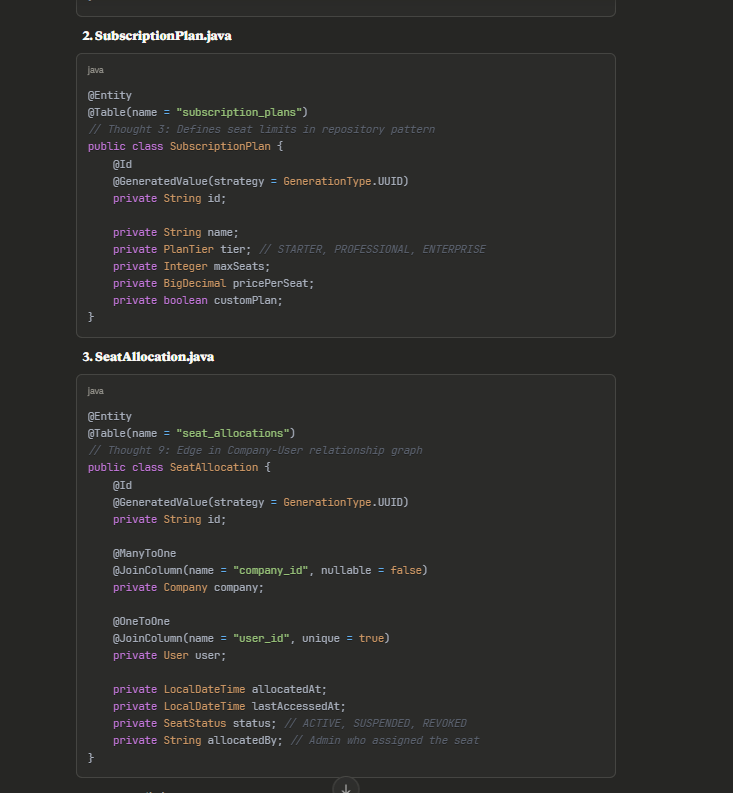 2. SubscriptionPlan.java
java
@Entity
@Table(name = "subscription_plans")
// Thought 3: Defines seat limits in repository pattern
public class SubscriptionPlan {
    @Id
    @GeneratedValue(strategy = GenerationType.UUID)
    private String id;

    private String name;
    private PlanTier tier; // STARTER, PROFESSIONAL, ENTERPRISE
    private Integer maxSeats;
    private BigDecimal pricePerSeat;
    private boolean customPlan;
}
3. SeatAllocation.java
java
@Entity
@Table(name = "seat_allocations")
// Thought 9: Edge in Company-User relationship graph
public class SeatAllocation {
    @Id
    @GeneratedValue(strategy = GenerationType.UUID)
    private String id;

    @ManyToOne
    @JoinColumn(name = "company_id", nullable = false)
    private Company company;

    @OneToOne
    @JoinColumn(name = "user_id", unique = true)
    private User user;

    private LocalDateTime allocatedAt;
    private LocalDateTime lastAccessedAt;
    private SeatStatus status; // ACTIVE, SUSPENDED, REVOKED
    private String allocatedBy; // Admin who assigned the seat
}